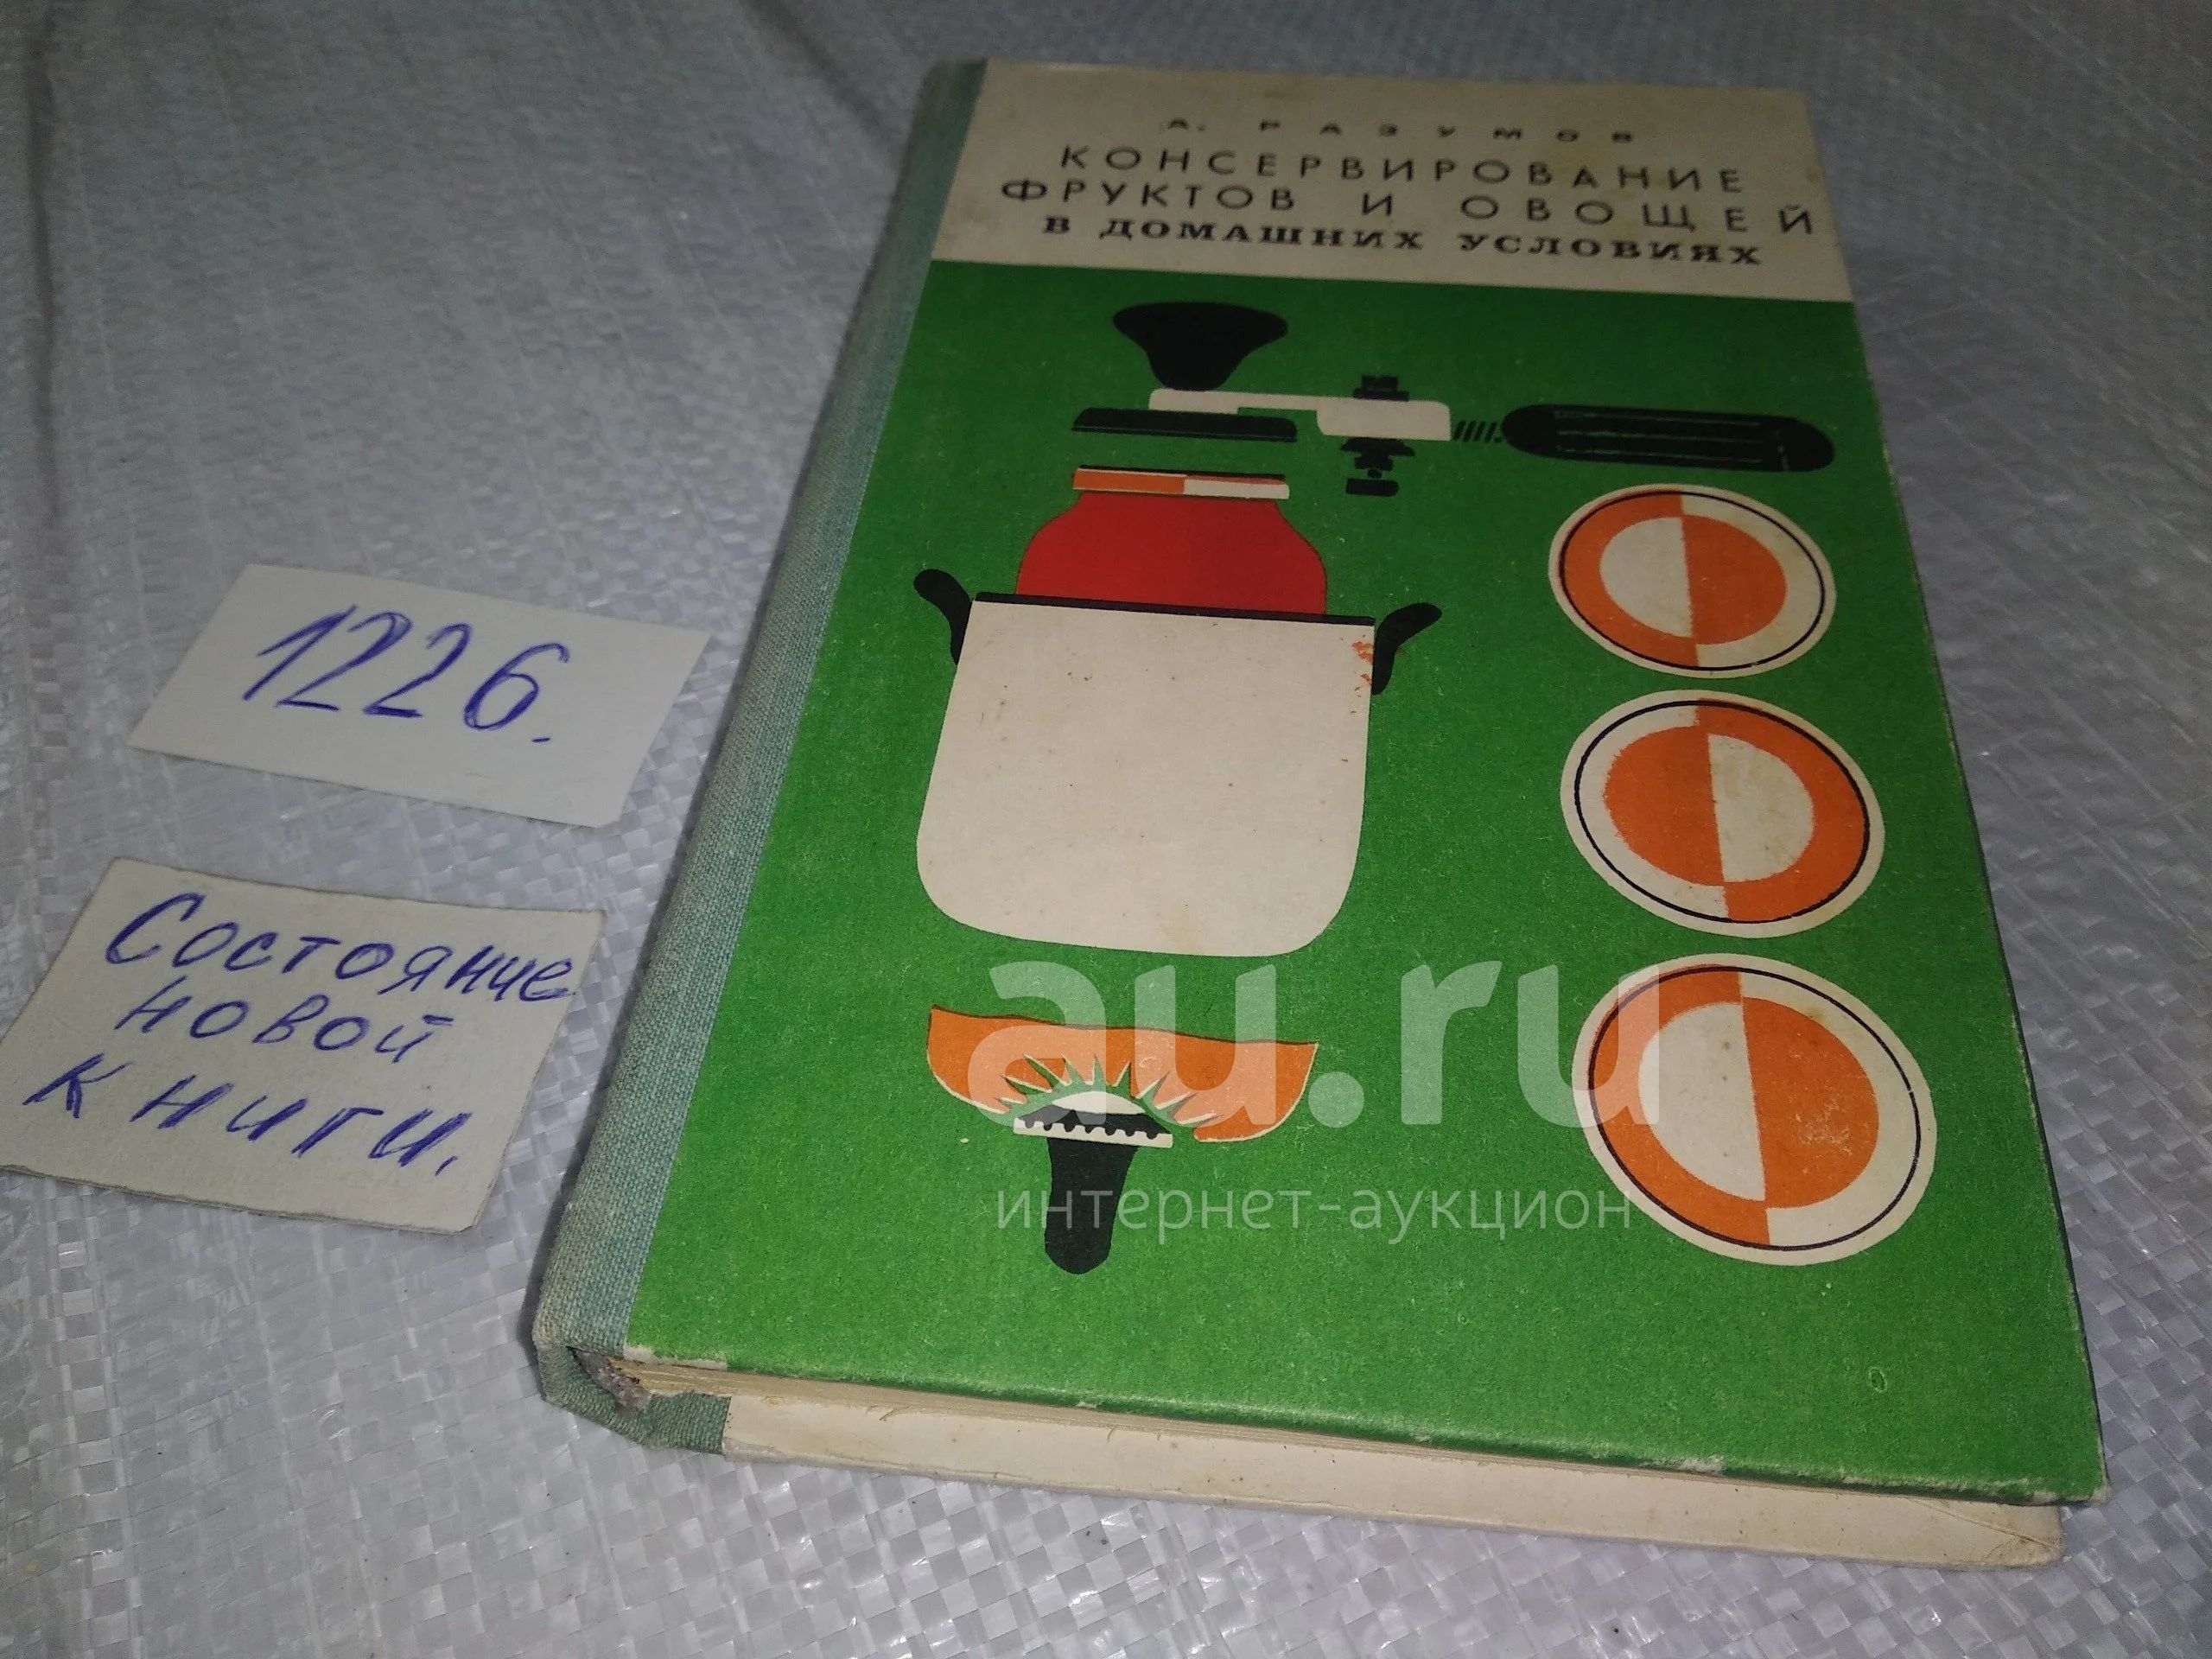 А. РАЗУМОВ
КОНСЕРВИРОВАНИЕ
ФРУКТОВ И ОВОЩЕЙ
В ДОМАШНИХ УСЛОВИЯХ
1226.
Состояние
новой
книги.
au.ru
интернет-аукцион